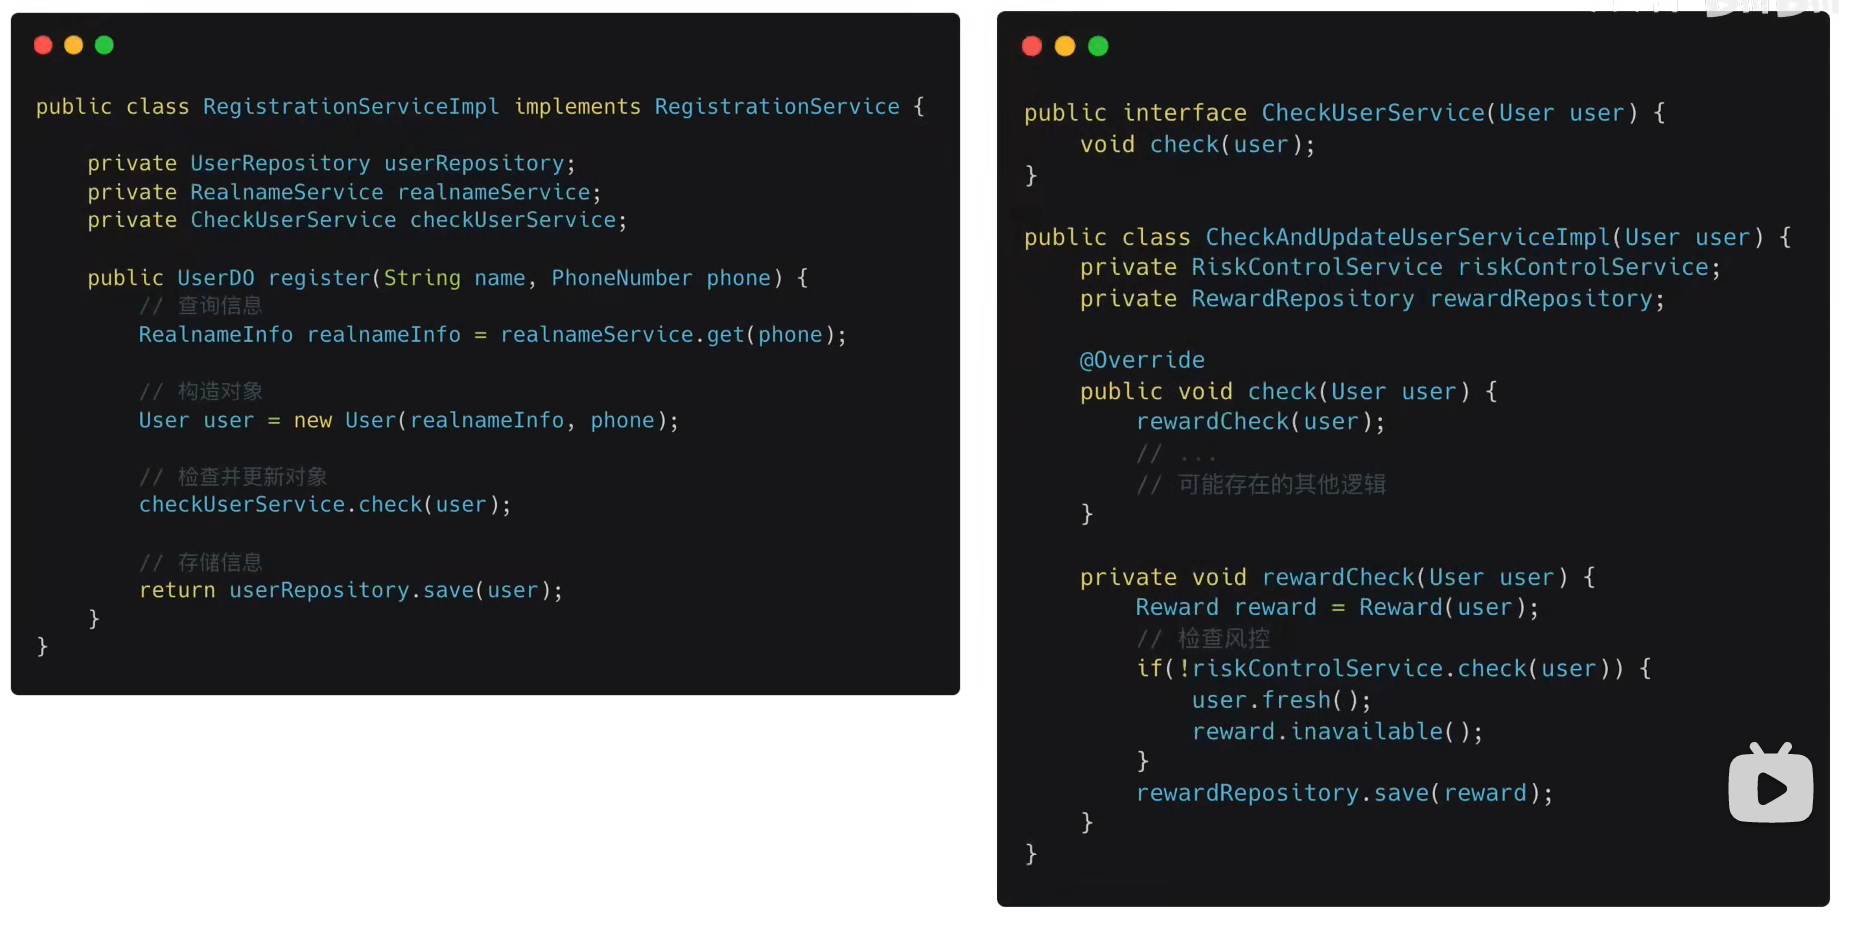 public class RegistrationServiceImpl implements RegistrationService {
private UserRepository userRepository;
private RealnameService realnameService;
private CheckUserService checkUserService;
public UserDO register(String name, PhoneNumber phone) {
// 查询信息
RealnameInfo realnameInfo = realnameService.get(phone);
// 构造对象
User user = new User(realnameInfo, phone);
// 检查并更新对象
checkUserService.check(user);
// 存储信息
return userRepository.save(user);
}
}
public interface CheckUserService(User user) {
void check(user);
}
public class CheckAndUpdateUserServiceImpl(User user) {
private RiskControlService riskControlService;
private RewardRepository rewardRepository;
@Override
public void check(User user) {
rewardCheck(user);
// ...
// 可能存在的其他逻辑
}
private void rewardCheck(User user) {
Reward reward = Reward(user);
// 检查风控
if(!riskControlService.check(user)) {
user.fresh();
reward.inavailable();
}
rewardRepository.save(reward);
}
}